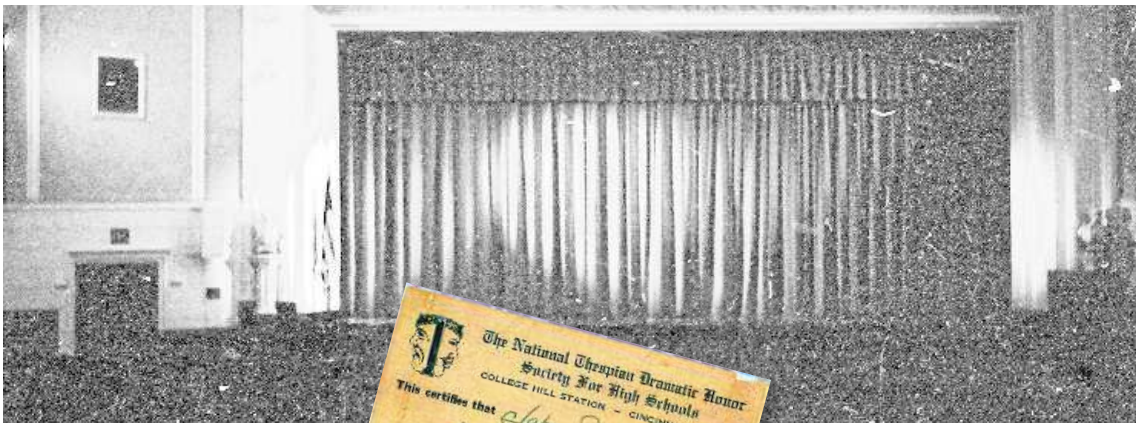 T
The National Thespian Dramatic Honor
Society For High Schools
COLLEGE HILL STATION -
This certifies that